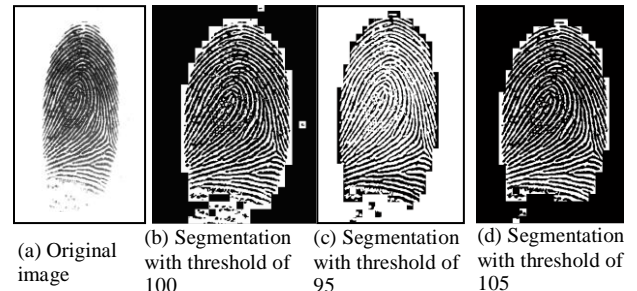 (a) Original
image
(b) Segmentation
with threshold of
100
(c) Segmentation
with threshold of
95
(d) Segmentation
with threshold of
105